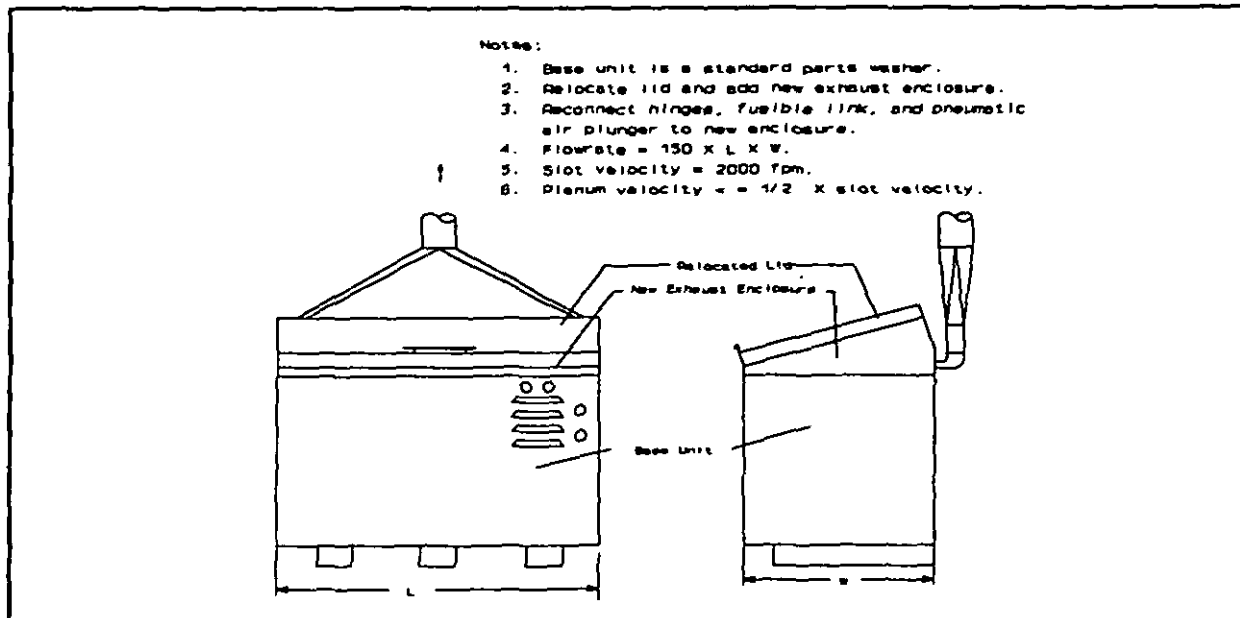 Notes:
1. Base unit is a standard parts washer.
2. Relocate lid and add new exhaust enclosure.
3. Reconnect hinges, fusible link, and pneumatic
air plunger to new enclosure.
4. Flowrate = 150 X L X W.
5. Slot velocity = 2000 fpm.
6. Plenum velocity < = 1/2 X slot velocity.
Relocated Lid
New Exhaust Enclosure
Base Unit
L
W